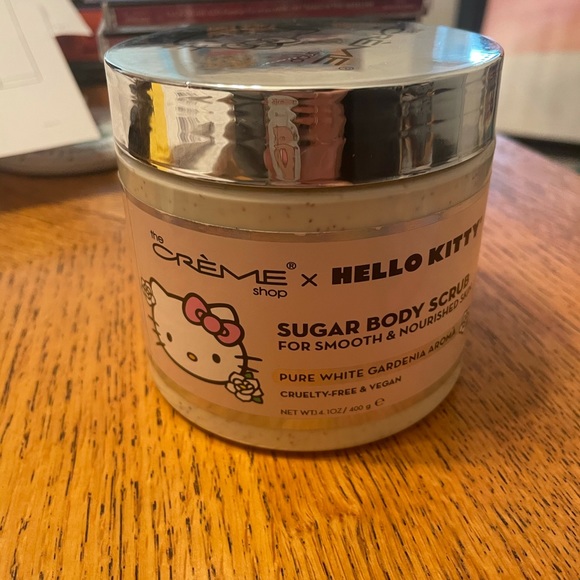 the
CRÈME®
shop
x HELLO KITTY®
SUGAR BODY SCRUB
FOR SMOOTH & NOURISHED SKIN
PURE WHITE GARDENIA AROMA
CRUELTY-FREE & VEGAN
NET WT.14.1OZ/ 400 g ℮